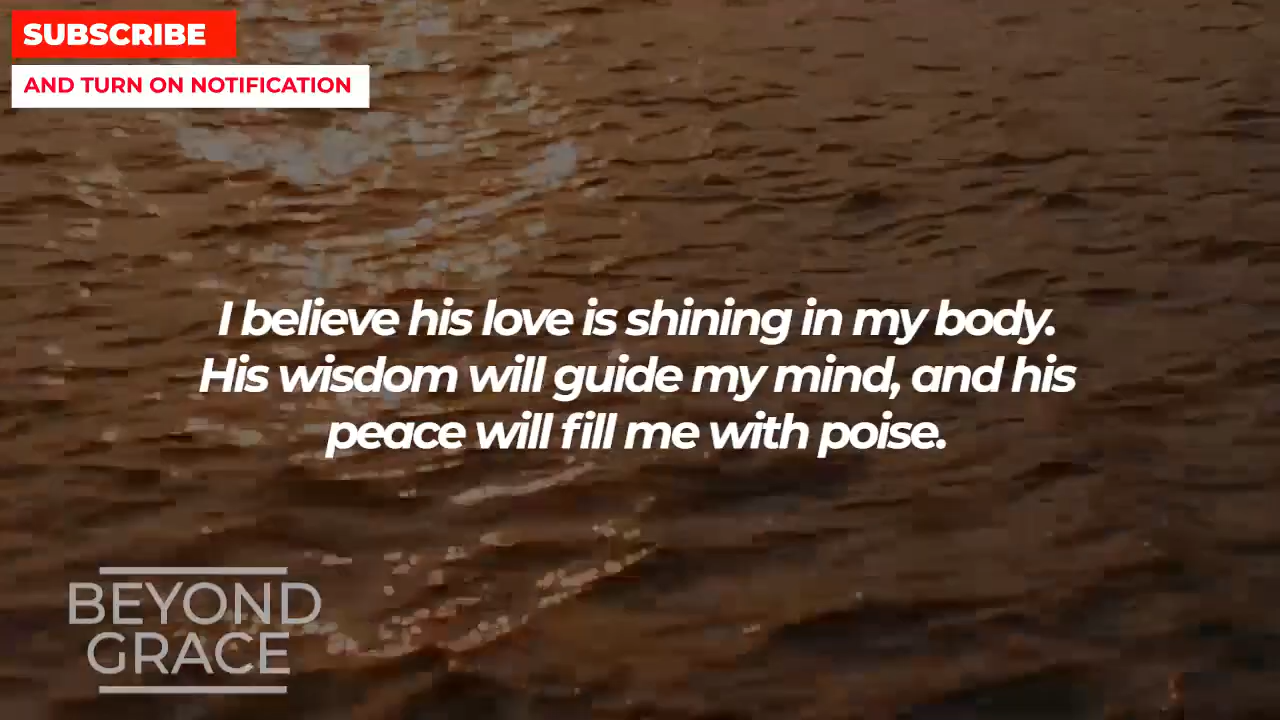 SUBSCRIBE
AND TURN ON NOTIFICATION
I believe his love is shining in my body.
His wisdom will guide my mind, and his
peace will fill me with poise.
BEYOND
GRACE